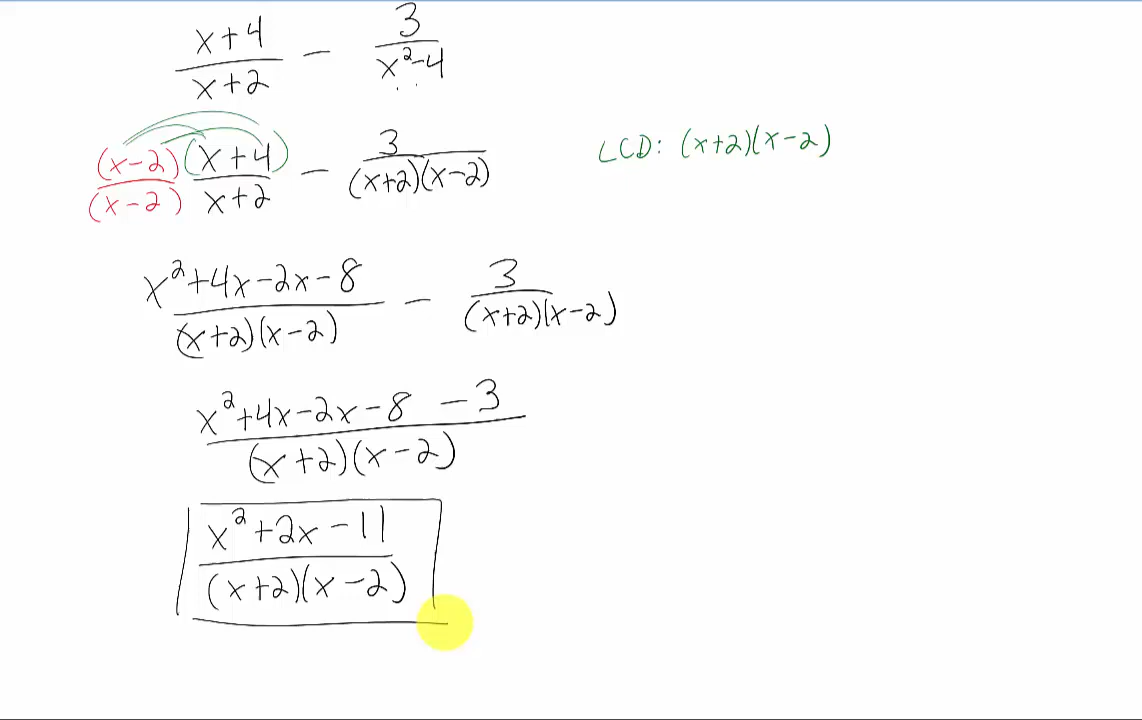 x+4/x+2 − 3/x²−4
(x−2)(x+4)/(x−2) x+2 − 3/(x+2)(x−2)
LCD: (x+2)(x−2)
x²+4x−2x−8/(x+2)(x−2) − 3/(x+2)(x−2)
x²+4x−2x−8 −3/(x+2)(x−2)
x²+2x−11/(x+2)(x−2)